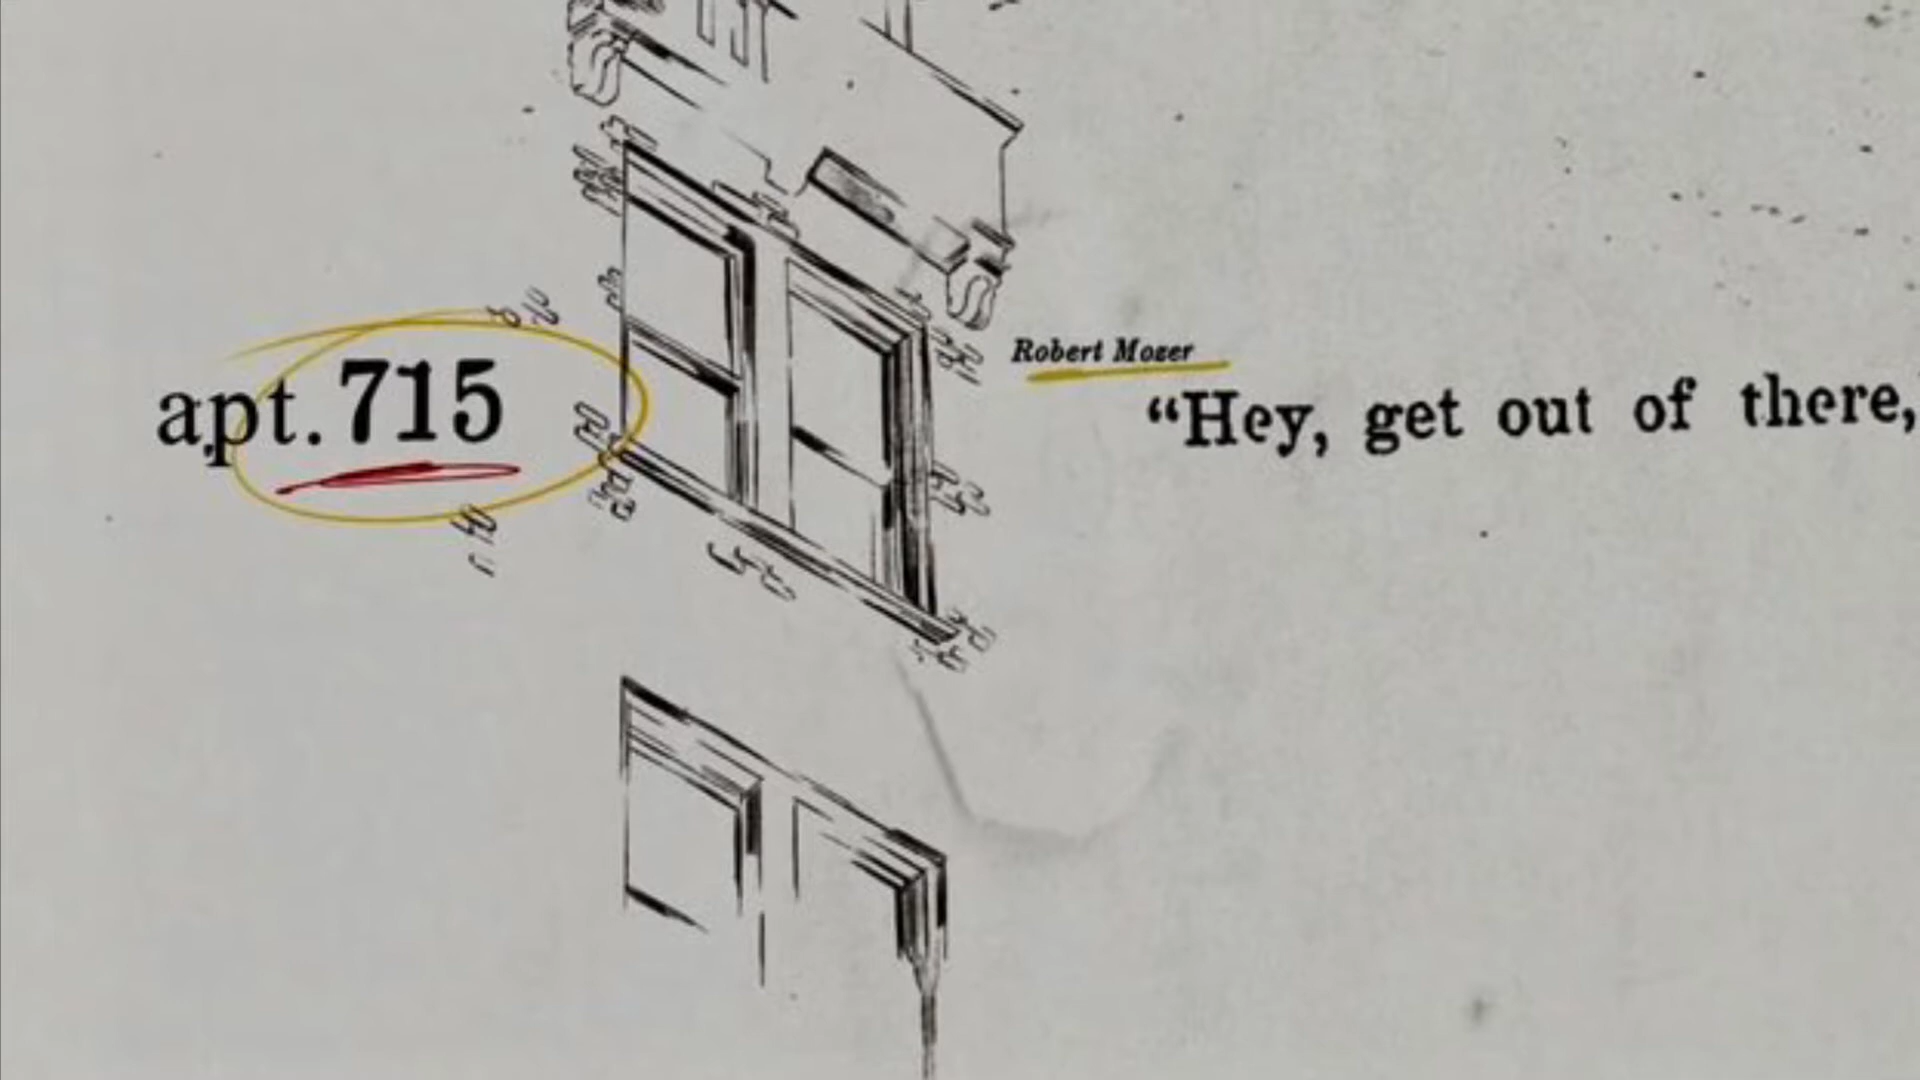 apt. 715
Robert Mozer
“Hey, get out of there,